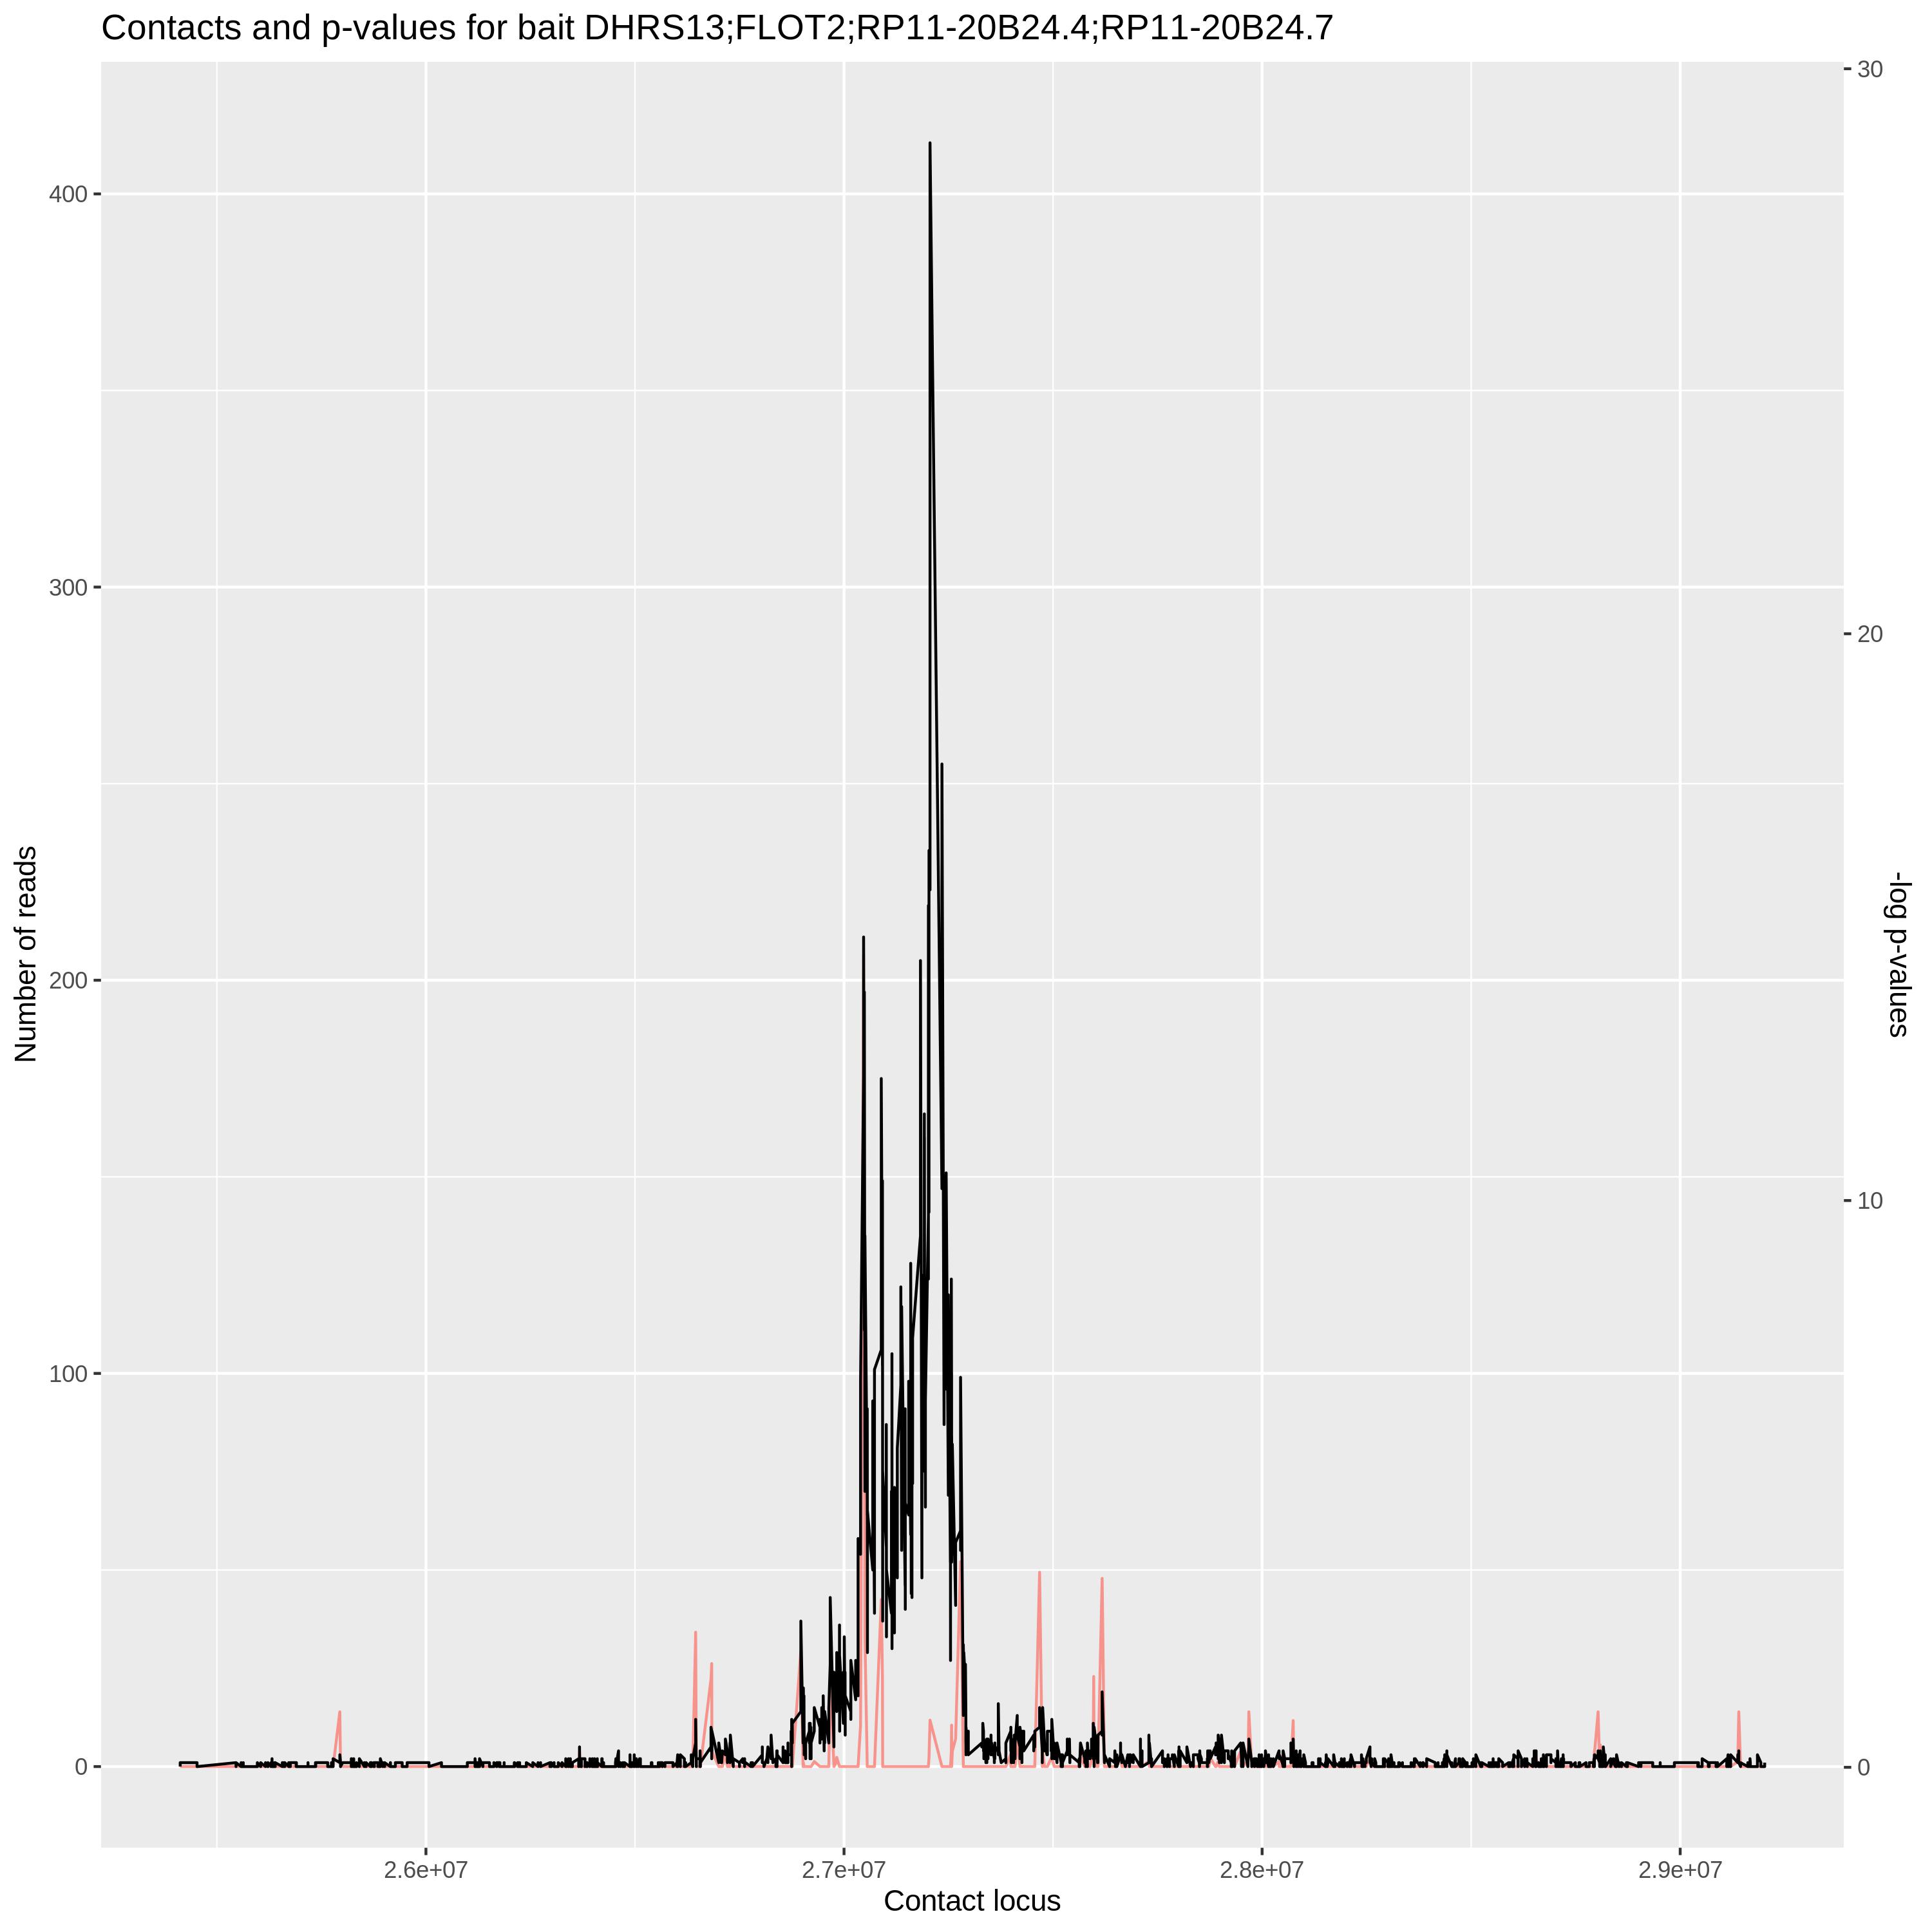 Contacts and p-values for bait DHRS13;FLOT2;RP11-20B24.4;RP11-20B24.7
Number of reads
400
300
200
100
0
30
20
10
0
-log p-values
2.6e+07 2.7e+07 2.8e+07 2.9e+07
Contact locus